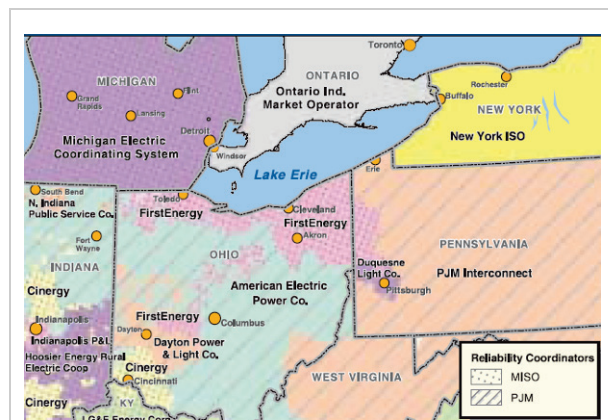 Toronto
MICHIGAN
ONTARIO
Ontario Ind.
Market Operator
Flint
Grand
Rapids
Lansing
Rochester
Buffalo
NEW YORK
New York ISO
Michigan Electric
Coordinating System
Detroit
Windsor
Lake Erie
Erie
South Bend
N. Indiana
Public Service Co.
Toledo
FirstEnergy
Cleveland
FirstEnergy
Akron
Fort
Wayne
OHIO
PENNSYLVANIA
PJM Interconnect
Duquesne
Light Co.
Pittsburgh
INDIANA
Cinergy
American Electric
Power Co.
Indianapolis
Indianapolis P&L
Hoosier Energy Rural
Electric Coop
FirstEnergy
Columbus
Dayton
Dayton Power
& Light Co.
Cinergy
Cinergy
Cincinnati
KY
LG&E Energy Corp
WEST VIRGINIA
Reliability Coordinators
MISO
PJM